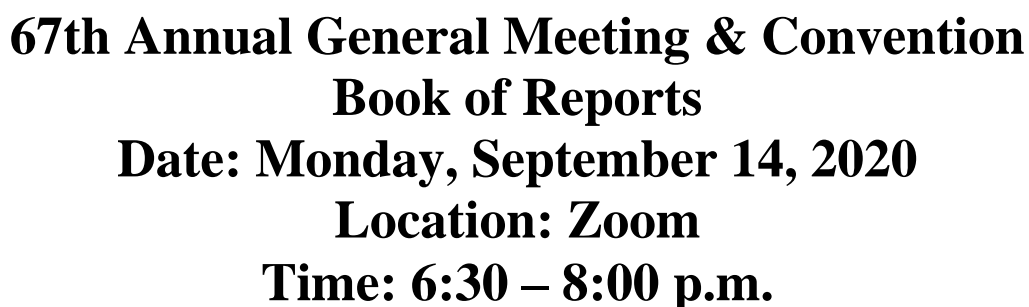 67th Annual General Meeting & Convention
Book of Reports
Date: Monday, September 14, 2020
Location: Zoom
Time: 6:30 – 8:00 p.m.